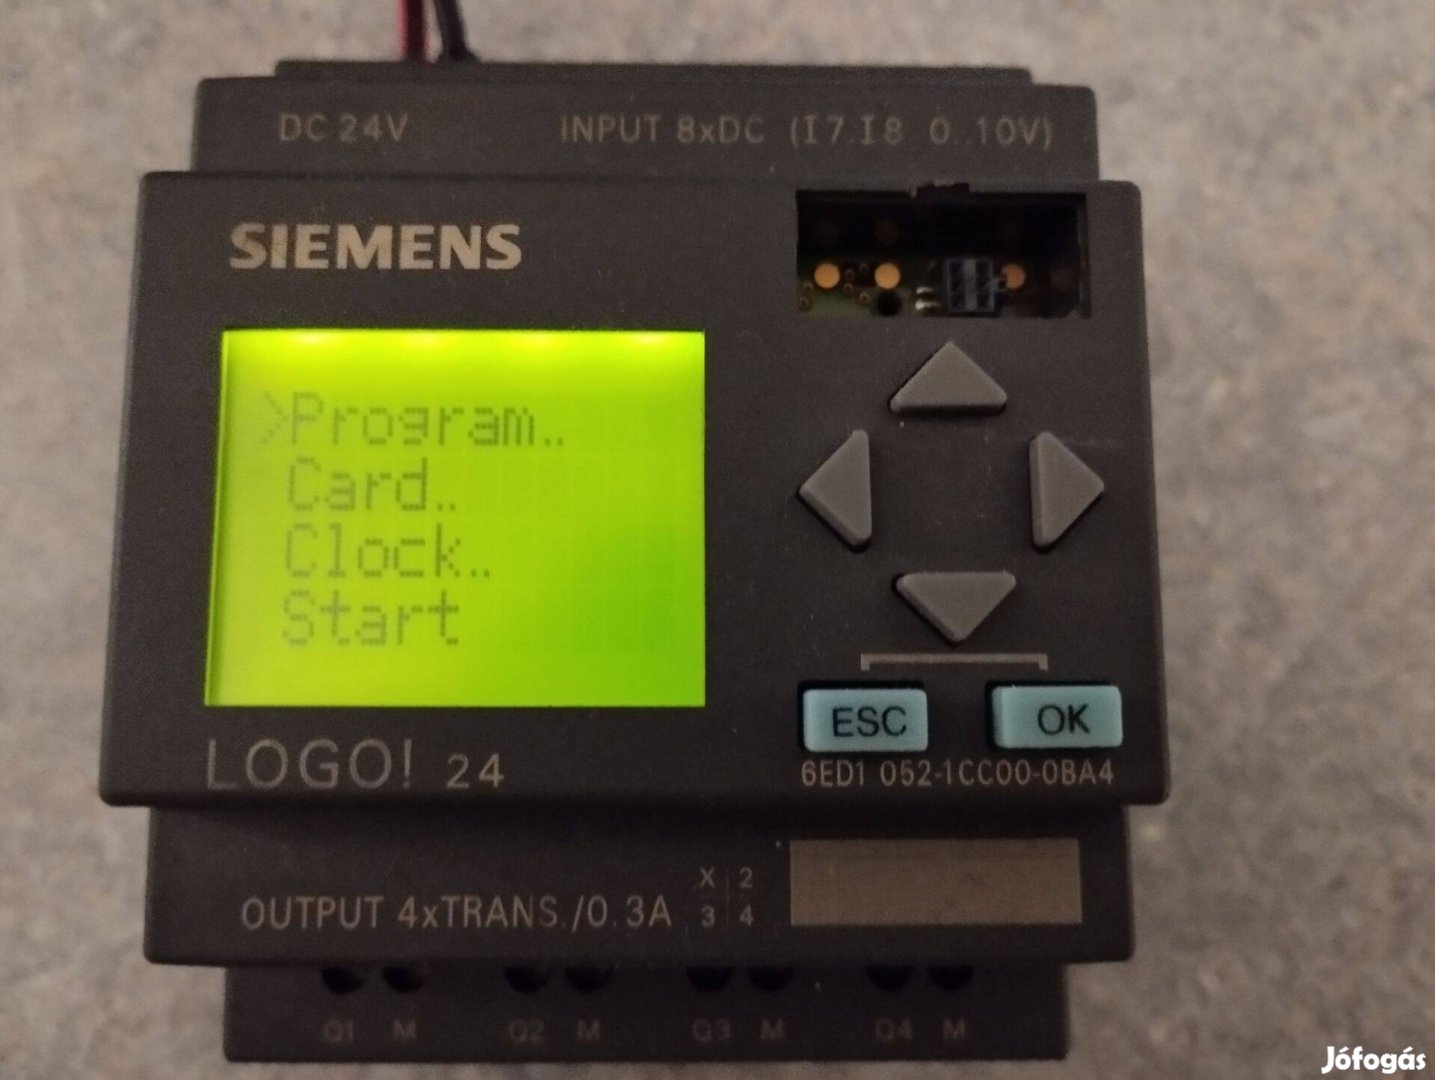 DC 24V INPUT 8xDC (I7.I8 0..10V)
SIEMENS
>Program..
Card..
Clock..
Start
ESC OK
LOGO! 24
6ED1 052-1CC00-0BA4
OUTPUT 4xTRANS./0.3A
X 2
3 4
Q1 M Q2 M Q3 M Q4 M
Jófogás